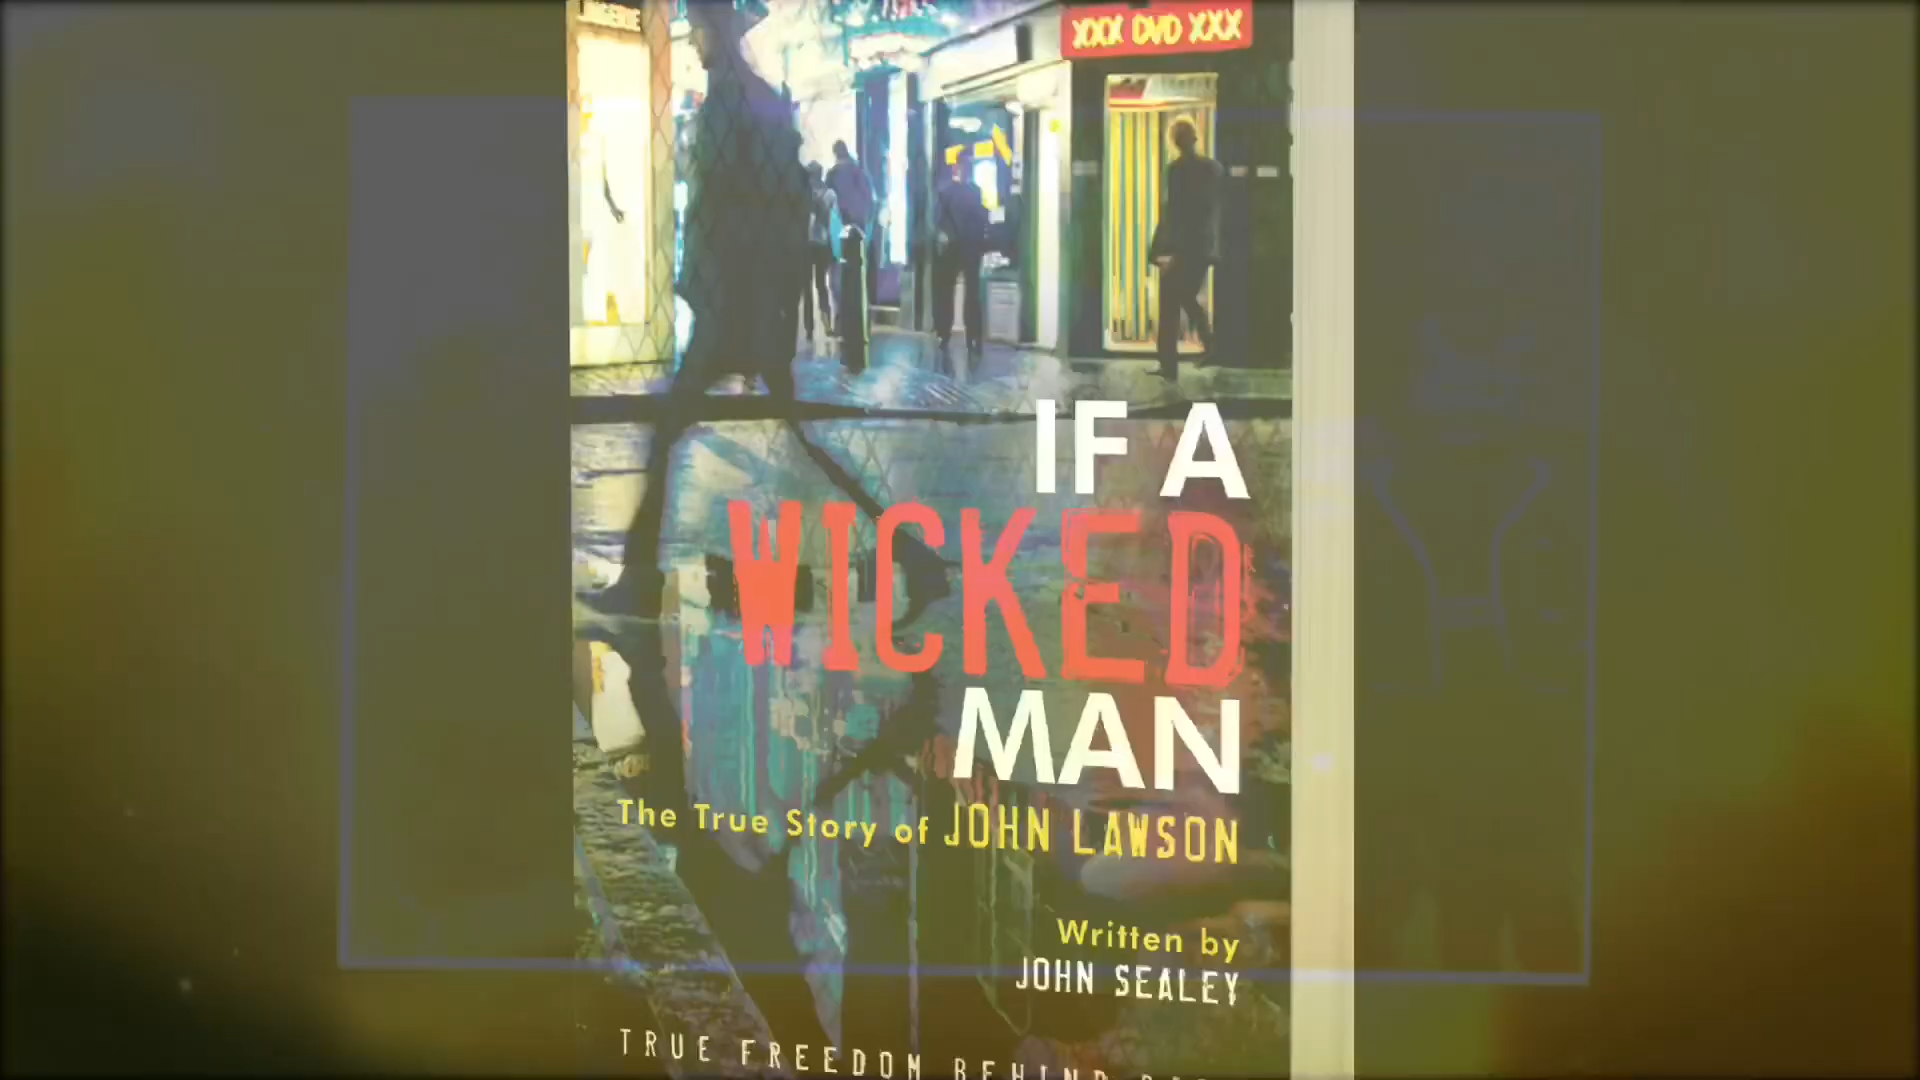 LINGERIE
XXX DVD XXX
IF A
WICKED
MAN
The True Story of JOHN LAWSON
Written by
JOHN SEALEY
TRUE FREEDOM BEHIND